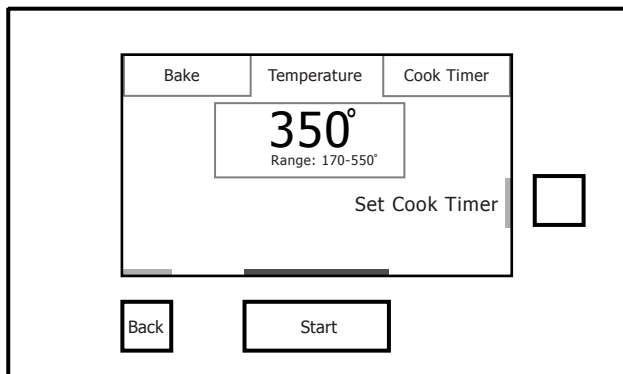 Bake Temperature Cook Timer
350°
Range: 170-550°
Set Cook Timer
Back Start